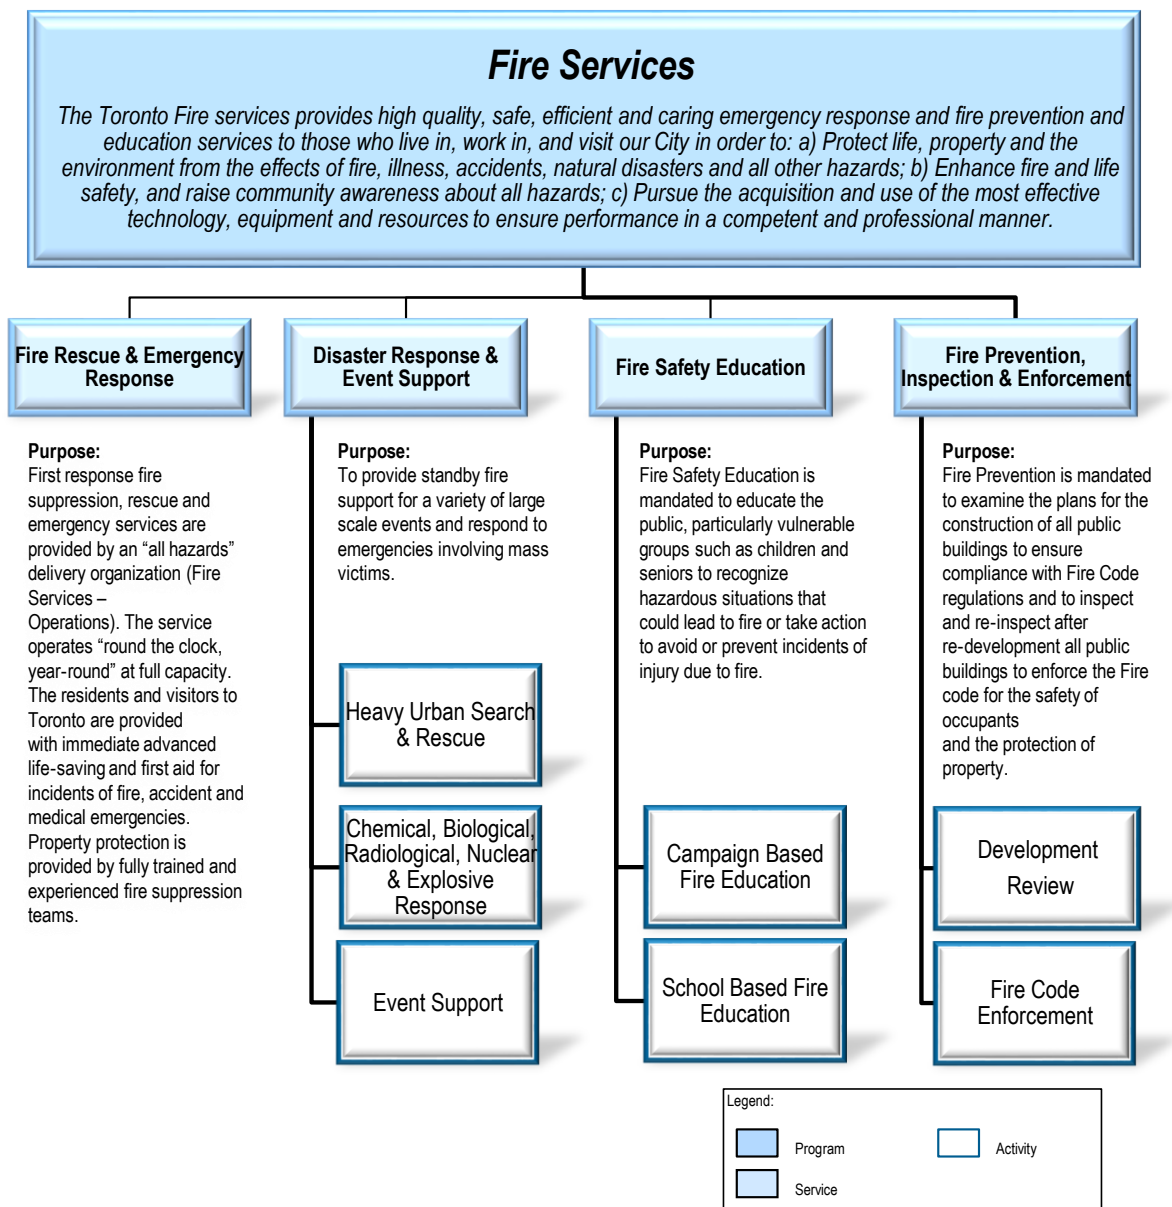 Fire Services
The Toronto Fire services provides high quality, safe, efficient and caring emergency response and fire prevention and
education services to those who live in, work in, and visit our City in order to: a) Protect life, property and the
environment from the effects of fire, illness, accidents, natural disasters and all other hazards; b) Enhance fire and life
safety, and raise community awareness about all hazards; c) Pursue the acquisition and use of the most effective
technology, equipment and resources to ensure performance in a competent and professional manner.
Fire Rescue & Emergency
Response
Purpose:
First response fire
suppression, rescue and
emergency services are
provided by an “all hazards”
delivery organization (Fire
Services –
Operations). The service
operates “round the clock,
year-round” at full capacity.
The residents and visitors to
Toronto are provided
with immediate advanced
life-saving and first aid for
incidents of fire, accident and
medical emergencies.
Property protection is
provided by fully trained and
experienced fire suppression
teams.
Disaster Response &
Event Support
Purpose:
To provide standby fire
support for a variety of large
scale events and respond to
emergencies involving mass
victims.
Heavy Urban Search
& Rescue
Chemical, Biological,
Radiological, Nuclear
& Explosive
Response
Event Support
Fire Safety Education
Purpose:
Fire Safety Education is
mandated to educate the
public, particularly vulnerable
groups such as children and
seniors to recognize
hazardous situations that
could lead to fire or take action
to avoid or prevent incidents of
injury due to fire.
Campaign Based
Fire Education
School Based Fire
Education
Fire Prevention,
Inspection & Enforcement
Purpose:
Fire Prevention is mandated
to examine the plans for the
construction of all public
buildings to ensure
compliance with Fire Code
regulations and to inspect
and re-inspect after
re-development all public
buildings to enforce the Fire
code for the safety of
occupants
and the protection of
property.
Development
Review
Fire Code
Enforcement
Legend:
Program
Activity
Service